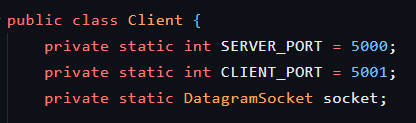 public class Client {
    private static int SERVER_PORT = 5000;
    private static int CLIENT_PORT = 5001;
    private static DatagramSocket socket;